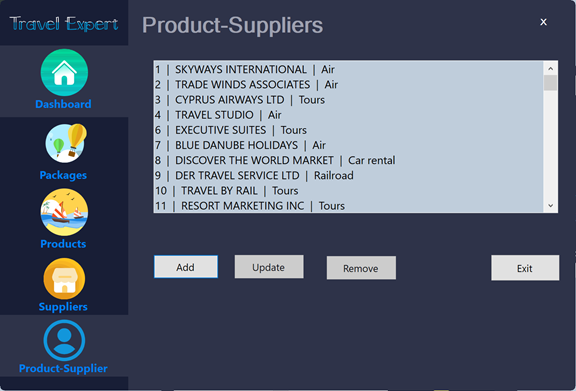 Travel Expert
Product-Suppliers
x
Dashboard
Packages
Products
Suppliers
Product-Supplier
1 | SKYWAYS INTERNATIONAL | Air
2 | TRADE WINDS ASSOCIATES | Air
3 | CYPRUS AIRWAYS LTD | Tours
4 | TRAVEL STUDIO | Air
6 | EXECUTIVE SUITES | Tours
7 | BLUE DANUBE HOLIDAYS | Air
8 | DISCOVER THE WORLD MARKET | Car rental
9 | DER TRAVEL SERVICE LTD | Railroad
10 | TRAVEL BY RAIL | Tours
11 | RESORT MARKETING INC | Tours
Add
Update
Remove
Exit